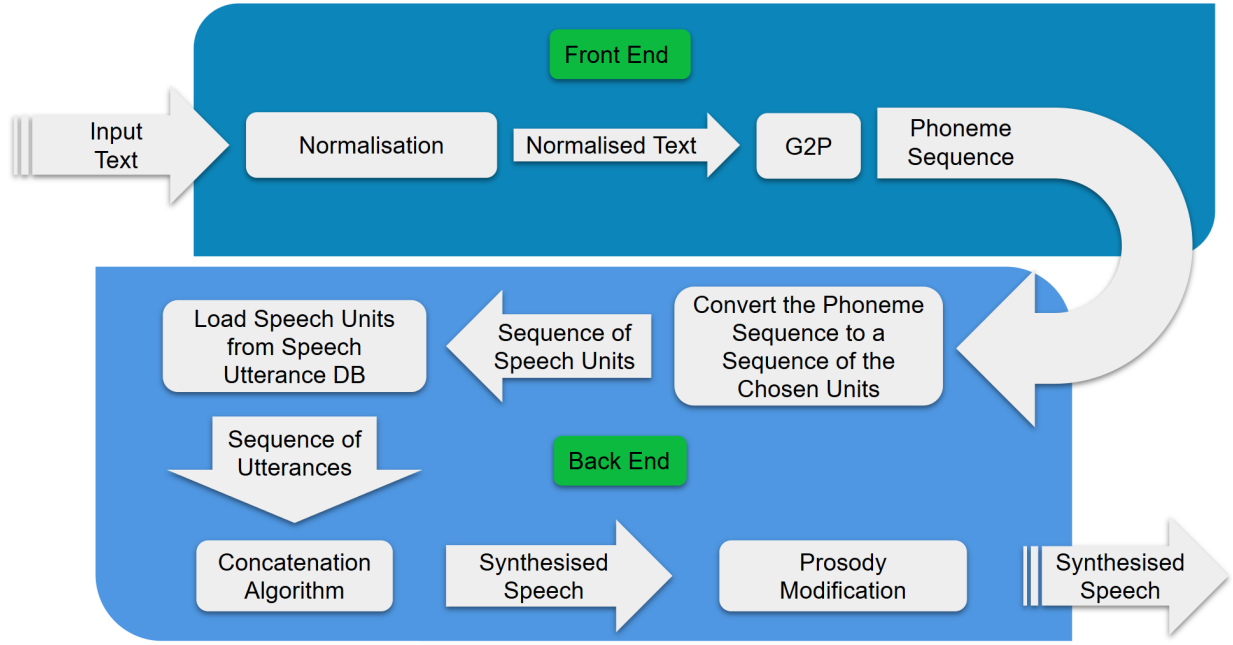 Front End
Input
Text
Normalisation
Normalised Text
G2P
Phoneme
Sequence
Convert the Phoneme
Sequence to a
Sequence of the
Chosen Units
Sequence of
Speech Units
Load Speech Units
from Speech
Utterance DB
Sequence of
Utterances
Back End
Concatenation
Algorithm
Synthesised
Speech
Prosody
Modification
Synthesised
Speech